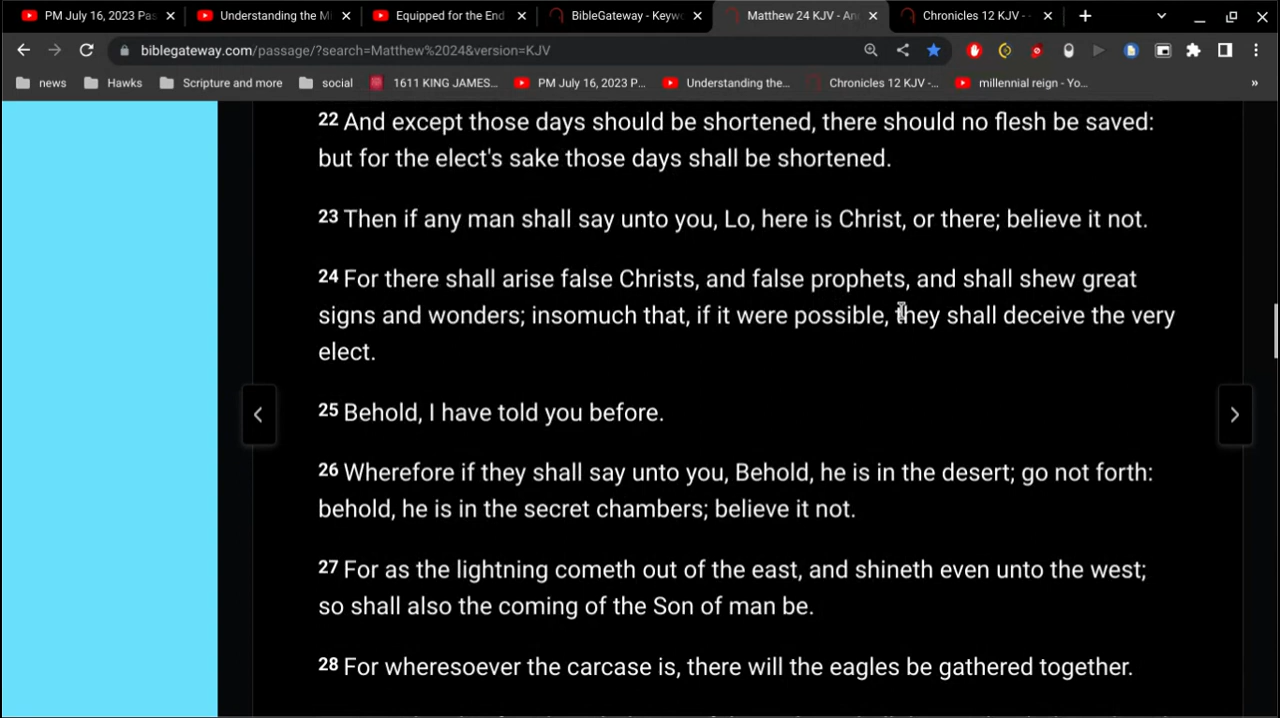 PM July 16, 2023 Pas
Understanding the Mi
Equipped for the End
BibleGateway - Keyw
Matthew 24 KJV - An
Chronicles 12 KJV -
biblegateway.com/passage/?search=Matthew%2024&version=KJV
news
Hawks
Scripture and more
social
1611 KING JAMES...
PM July 16, 2023 P...
Understanding the...
Chronicles 12 KJV -...
millennial reign - Yo...
»
22 And except those days should be shortened, there should no flesh be saved:
but for the elect's sake those days shall be shortened.
23 Then if any man shall say unto you, Lo, here is Christ, or there; believe it not.
24 For there shall arise false Christs, and false prophets, and shall shew great
signs and wonders; insomuch that, if it were possible, they shall deceive the very
elect.
25 Behold, I have told you before.
26 Wherefore if they shall say unto you, Behold, he is in the desert; go not forth:
behold, he is in the secret chambers; believe it not.
27 For as the lightning cometh out of the east, and shineth even unto the west;
so shall also the coming of the Son of man be.
28 For wheresoever the carcase is, there will the eagles be gathered together.